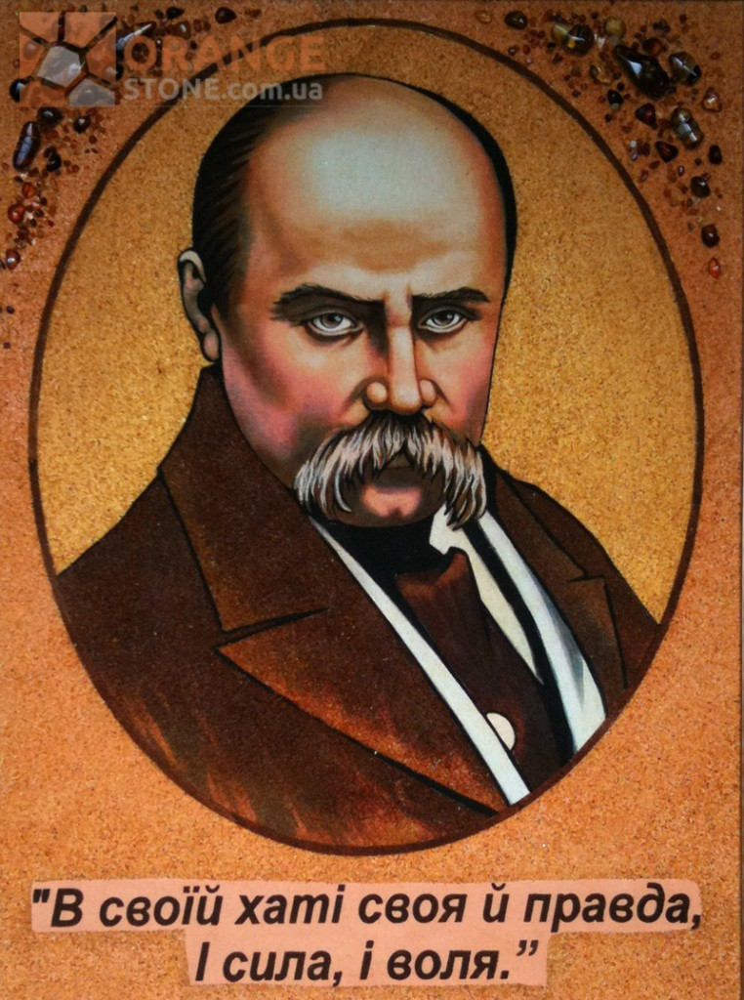 ORANGE
STONE.com.ua
"В своїй хаті своя й правда,
І сила, і воля.”